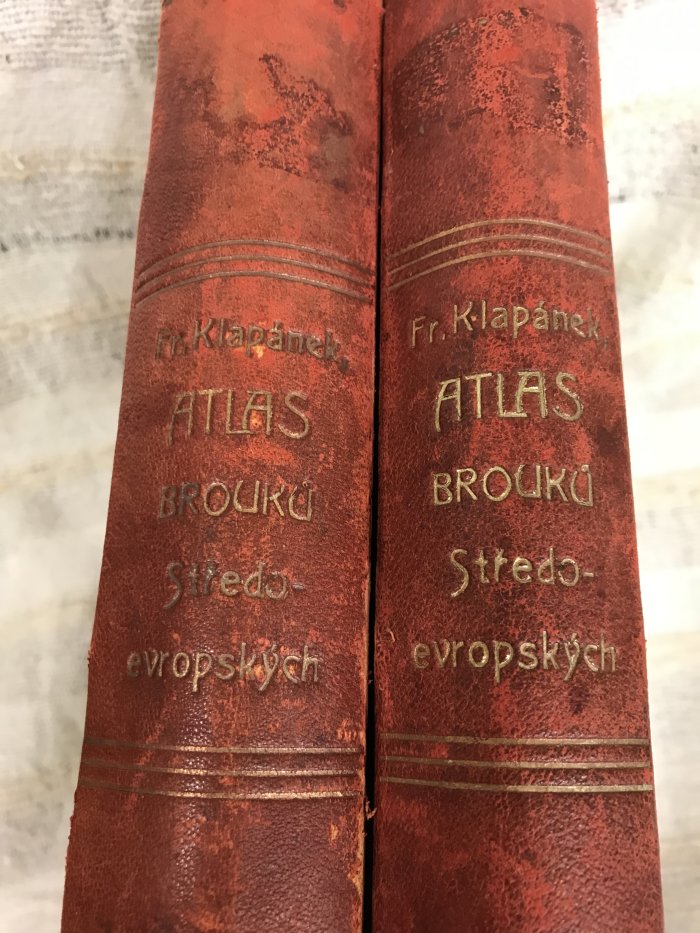 Fr. Klapánek,
ATLAS
BROUKŮ
Středo-
evropských
Fr. Klapánek,
ATLAS
BROUKŮ
Středo-
evropských